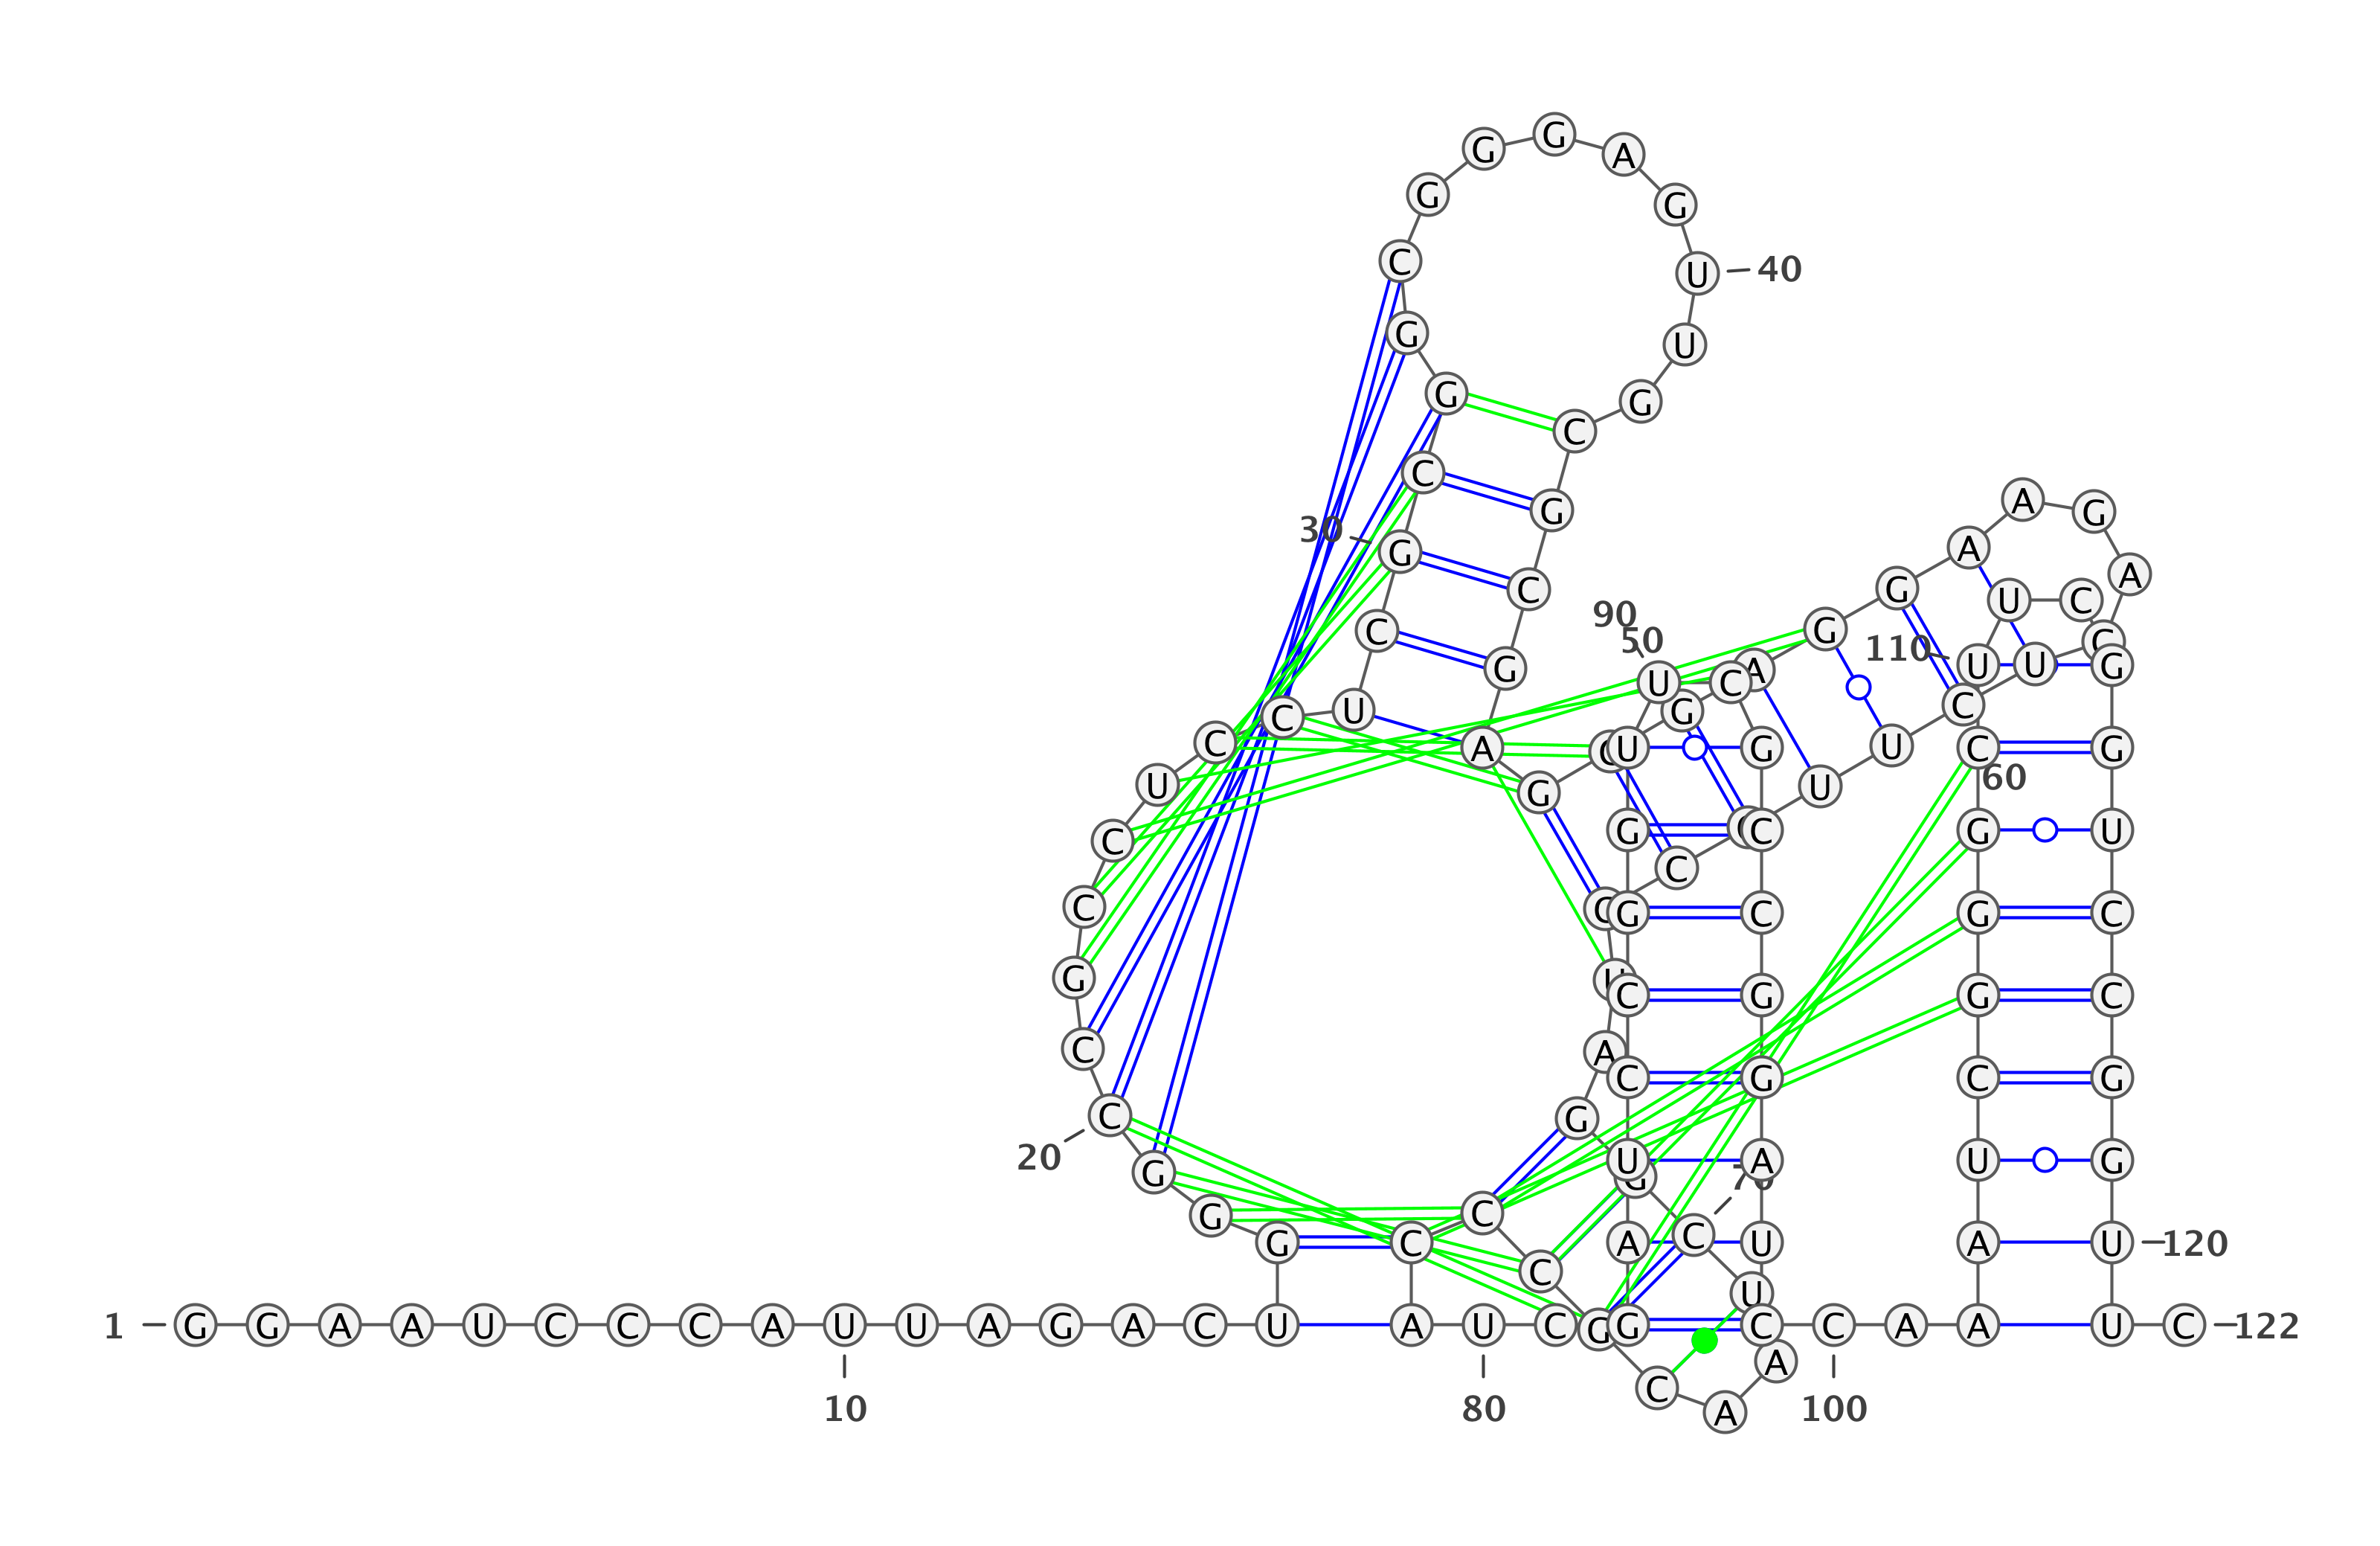 G
G A
G
G
G
C
U 40
G
U
G
G
C
C
A G
G
30
G A
A
C G
U C
90
C G
50
110
G A U U G
U C
C U G C
C A U G C G
U U
60
G U
C G C G U
C
C G C G C
G C G G C
C A C G C G
C G
20 U A U G
G 70
C C
G
G C A U A U 120
C U
1 G G A A U C C C A U U A G A C U A U C G G C C A A U C 122
A
C A
10 80 100